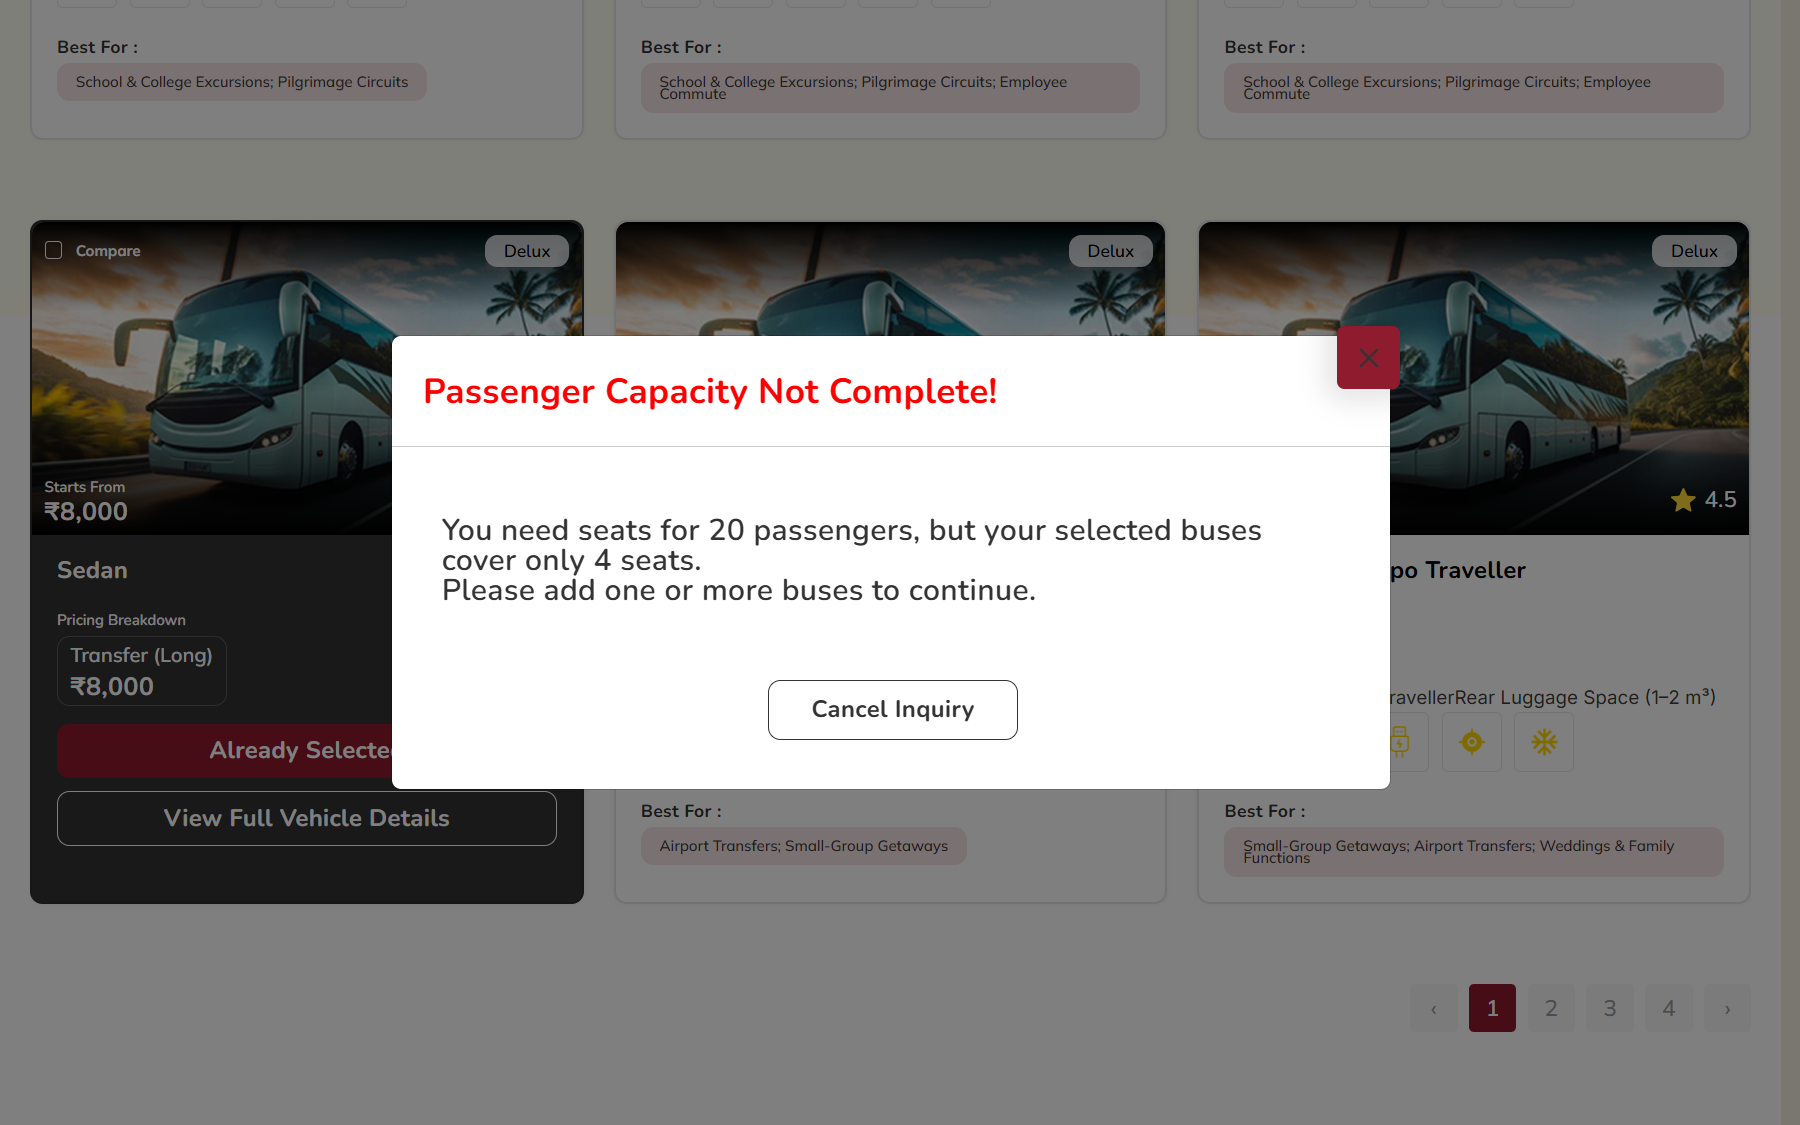 Best For :
School & College Excursions; Pilgrimage Circuits
Best For :
School & College Excursions; Pilgrimage Circuits; Employee
Commute
Best For :
School & College Excursions; Pilgrimage Circuits; Employee
Commute
Compare
Delux
Starts From
₹8,000
Sedan
Pricing Breakdown
Transfer (Long)
₹8,000
Already Selecte
View Full Vehicle Details
Delux
Best For :
Airport Transfers; Small-Group Getaways
Delux
4.5
po Traveller
ravellerRear Luggage Space (1–2 m³)
Best For :
Small-Group Getaways; Airport Transfers; Weddings & Family
Functions
Passenger Capacity Not Complete!
You need seats for 20 passengers, but your selected buses
cover only 4 seats.
Please add one or more buses to continue.
Cancel Inquiry
‹ 1 2 3 4 ›